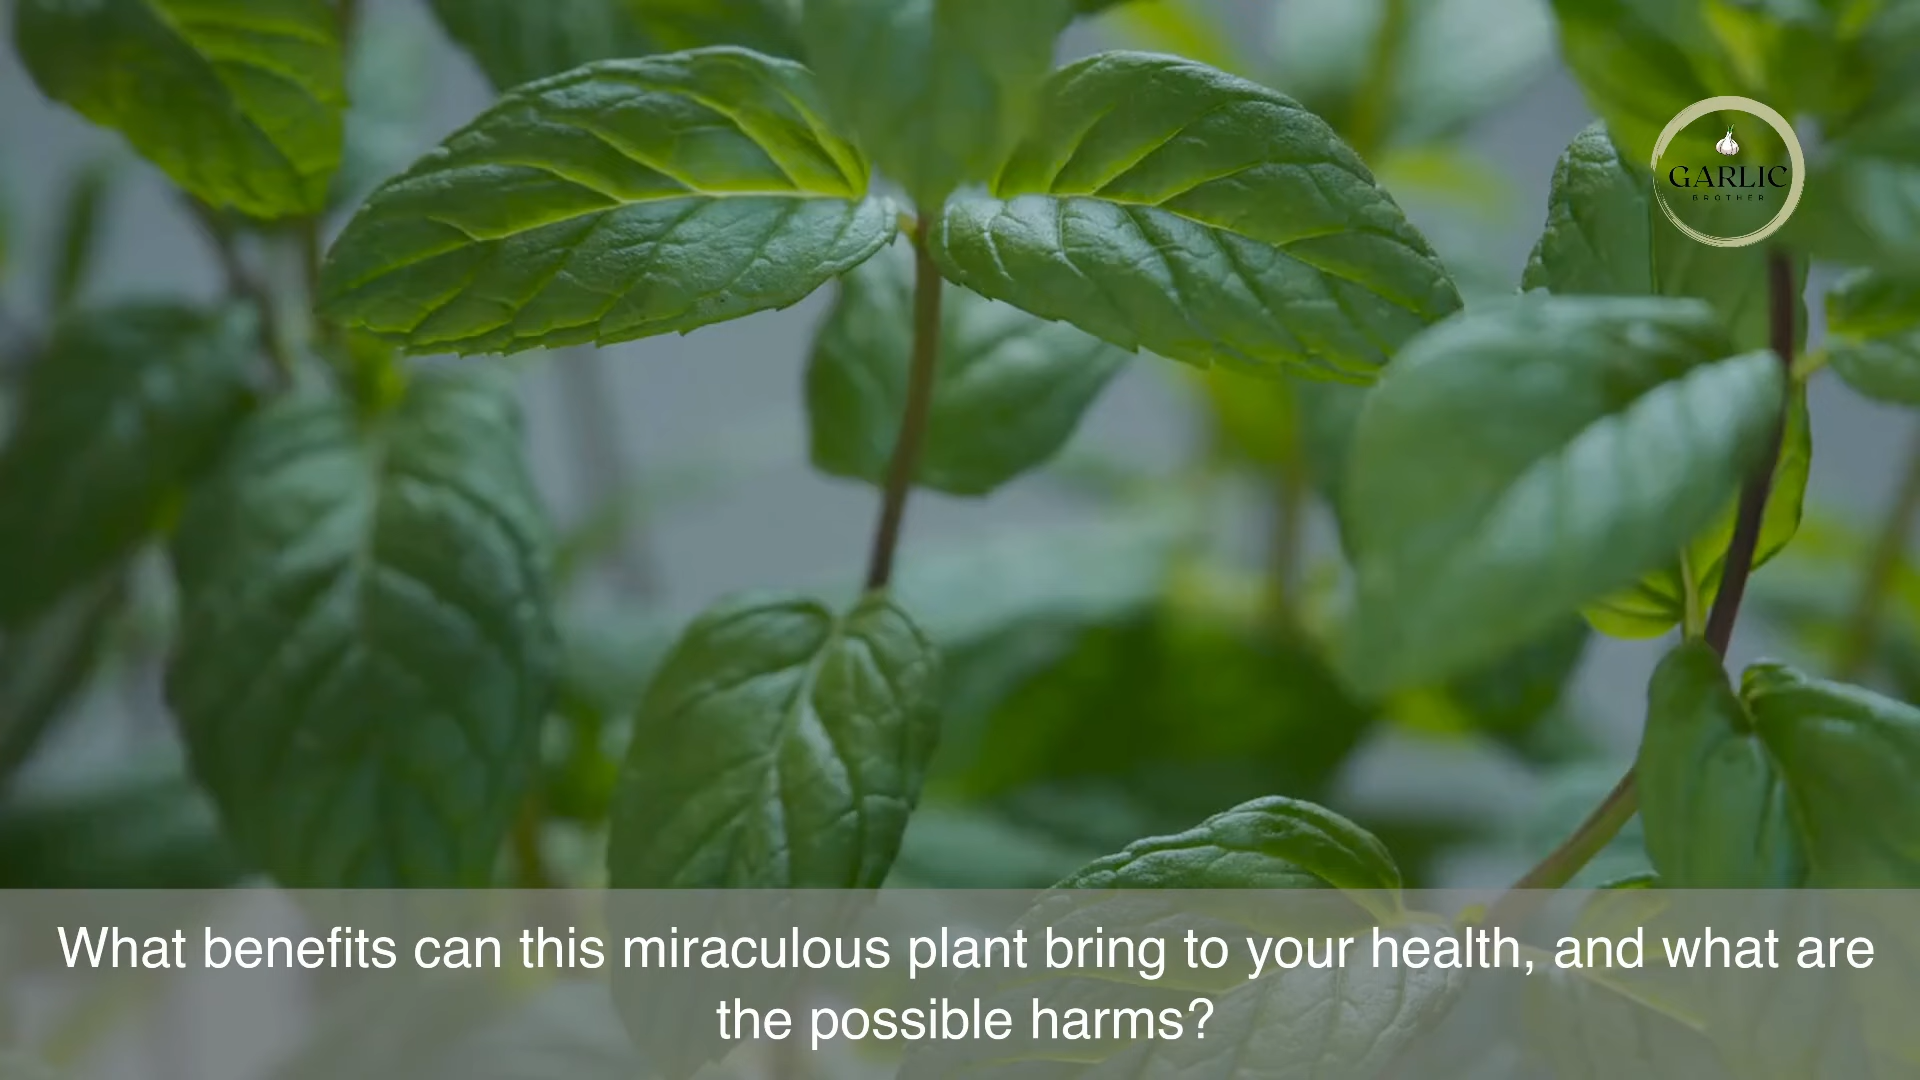 GARLIC
BROTHER
What benefits can this miraculous plant bring to your health, and what are
the possible harms?